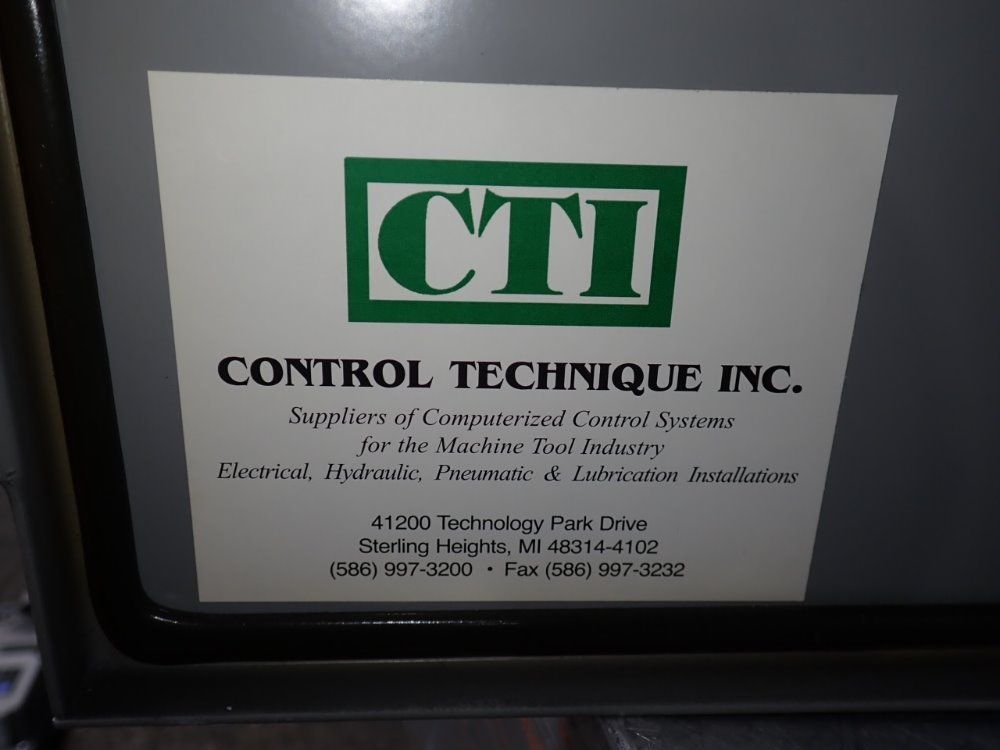 CTI
CONTROL TECHNIQUE INC.
Suppliers of Computerized Control Systems
for the Machine Tool Industry
Electrical, Hydraulic, Pneumatic & Lubrication Installations
41200 Technology Park Drive
Sterling Heights, MI 48314-4102
(586) 997-3200 • Fax (586) 997-3232